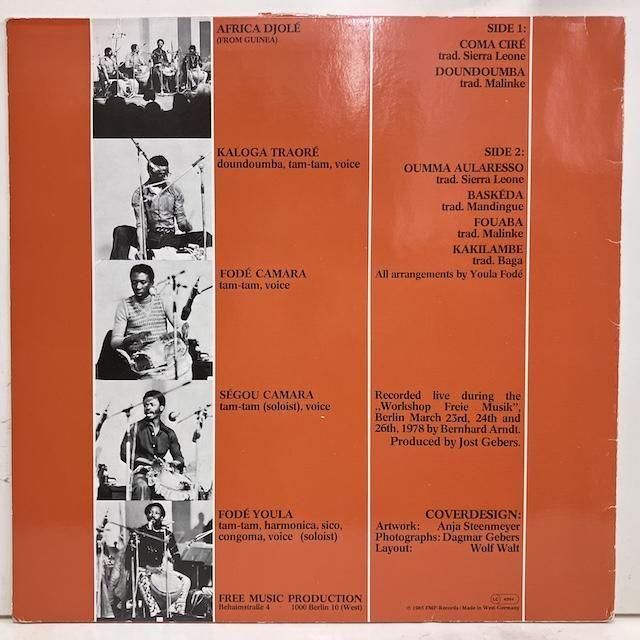 AFRICA DJOLÉ
(FROM GUINEA)
KALOGA TRAORÉ
doundoumba, tam-tam, voice
FODÉ CAMARA
tam-tam, voice
SÉGOU CAMARA
tam-tam (soloist), voice
FODÉ YOULA
tam-tam, harmonica, sico,
congoma, voice (soloist)
FREE MUSIC PRODUCTION
Behaimstraße 4 · 1000 Berlin 10 (West)
SIDE 1:
COMA CIRÉ
trad. Sierra Leone
DOUNDOUMBA
trad. Malinke
SIDE 2:
OUMMA AULARESSO
trad. Sierra Leone
BASKÉDA
trad. Mandingue
FOUABA
trad. Malinke
KAKILAMBE
trad. Baga
All arrangements by Youla Fodé
Recorded live during the
„Workshop Freie Musik”,
Berlin March 23rd, 24th and
26th, 1978 by Bernhard Arndt.
Produced by Jost Gebers.
COVERDESIGN:
Artwork: Anja Steenmeyer
Photographs: Dagmar Gebers
Layout: Wolf Walt
LC
℗ 1985 FMP-Records / Made in West-Germany